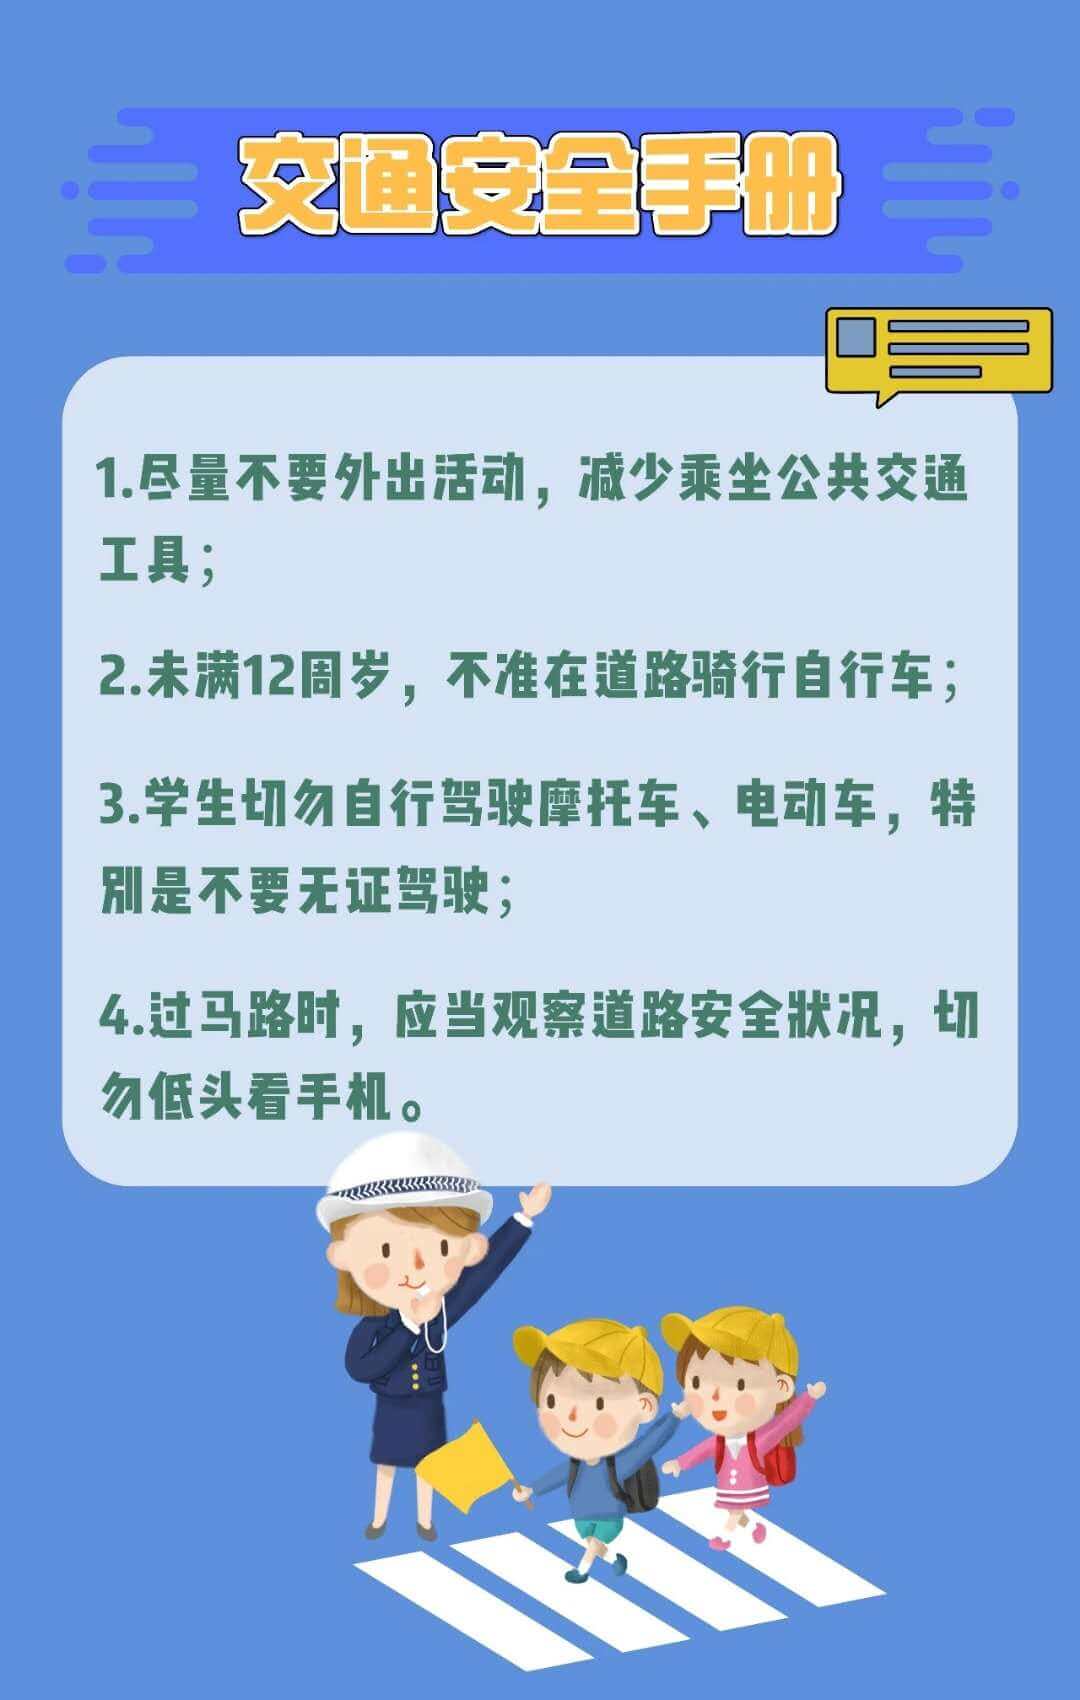 交通安全手册
1.尽量不要外出活动，减少乘坐公共交通
工具；
2.未满12周岁，不准在道路骑行自行车；
3.学生切勿自行驾驶摩托车、电动车，特
别是不要无证驾驶；
4.过马路时，应当观察道路安全状况，切
勿低头看手机。